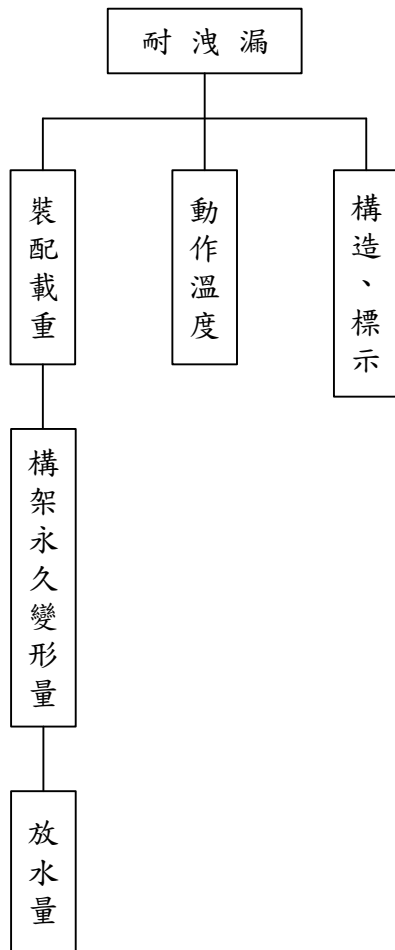 耐洩漏
裝配載重
動作溫度
構造、標示
構架永久變形量
放水量